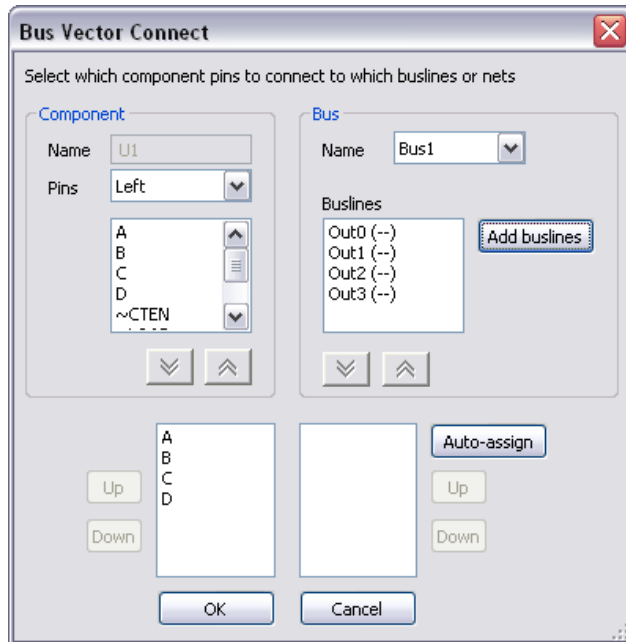 Bus Vector Connect
Select which component pins to connect to which buslines or nets
Component
Name U1
Pins Left
A
B
C
D
~CTEN
Bus
Name Bus1
Buslines
Out0 (--)
Out1 (--)
Out2 (--)
Out3 (--)
Add buslines
A
B
C
D
Up
Down
Auto-assign
Up
Down
OK
Cancel